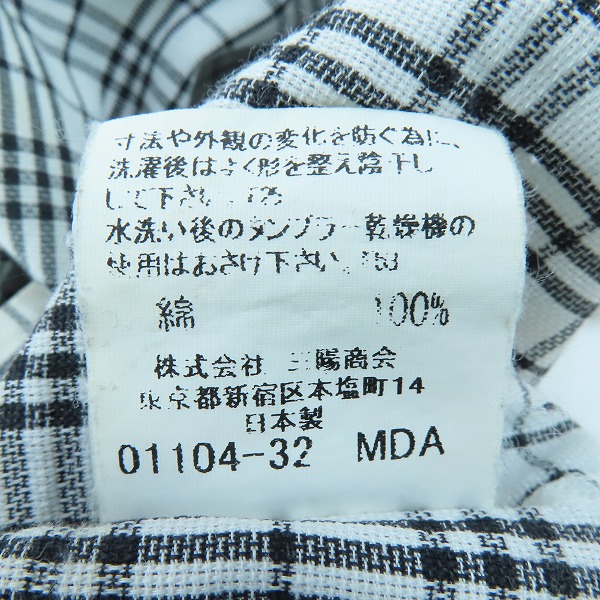 寸法や外観の変化を防ぐ為に、
洗濯後はよく形を整え陰干し
して下さい。125
水洗い後のタンブラー乾燥機の
使用はおさけ下さい。153
綿 100%
株式会社 三陽商会
東京都新宿区本塩町14
日本製
01104-32 MDA